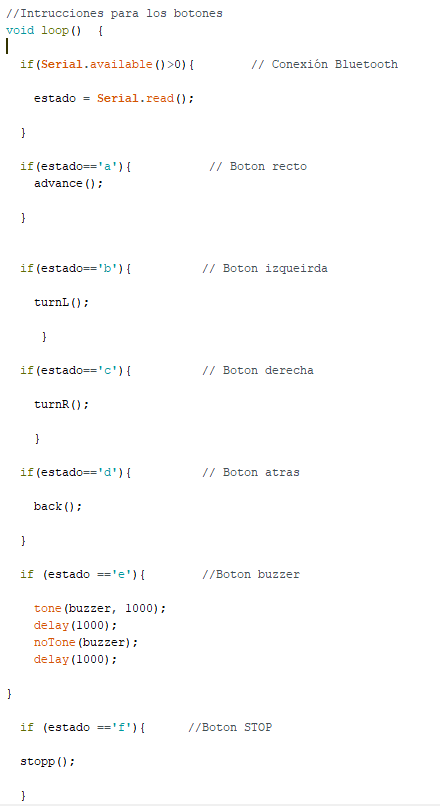 //Intrucciones para los botones
void loop()  {
if(Serial.available()>0){        // Conexión Bluetooth
estado = Serial.read();
}
if(estado=='a'){           // Boton recto
advance();
}
if(estado=='b'){          // Boton izqueirda
turnL();
}
if(estado=='c'){          // Boton derecha
turnR();
}
if(estado=='d'){          // Boton atras
back();
}
if (estado =='e'){        //Boton buzzer
tone(buzzer, 1000);
delay(1000);
noTone(buzzer);
delay(1000);
}
if (estado =='f'){      //Boton STOP
stopp();
}